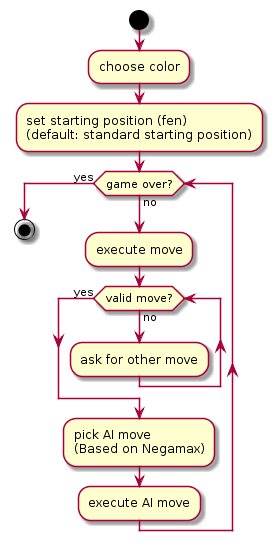 choose color
set starting position (fen)
(default: standard starting position)
yes
game over?
no
execute move
yes
valid move?
no
ask for other move
pick AI move
(Based on Negamax)
execute AI move